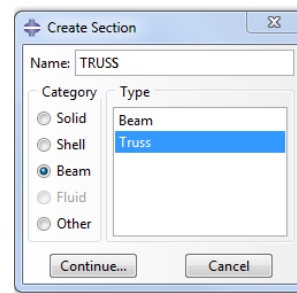 Create Section
Name: TRUSS
Category Type
Solid Beam
Shell Truss
Beam
Fluid
Other
Continue... Cancel